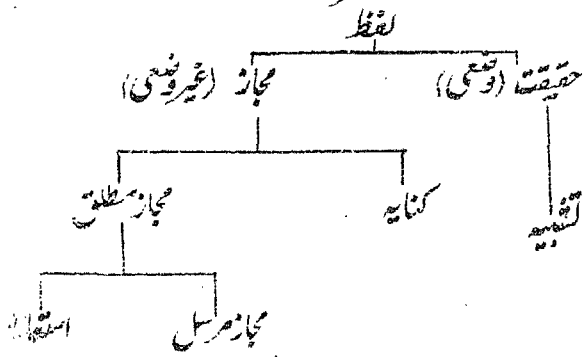 لفظ
حقیقت (وضعی) مجاز (غیر وضعی)
تشبیہ کنایہ مجاز مطلق
مجاز مرسل